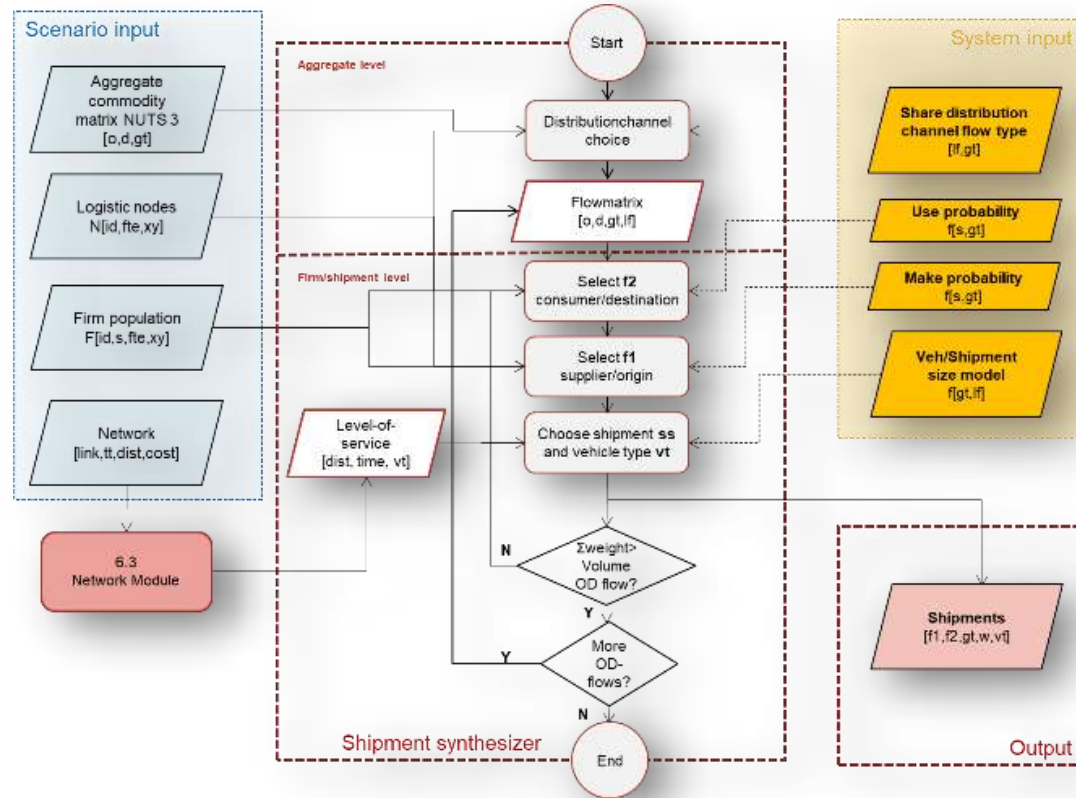 Scenario input
Aggregate
commodity
matrix NUTS 3
[o,d,gt]
Logistic nodes
N[id,fte,xy]
Firm population
F[id,s,fte,xy]
Network
[link,tt,dist,cost]
6.3
Network Module
Aggregate level
Start
Distributionchannel
choice
Flowmatrix
[o,d,gt,lf]
Firm/shipment level
Select f2
consumer/destination
Select f1
supplier/origin
Level-of-
service
[dist, time, vt]
Choose shipment ss
and vehicle type vt
N
Σweight>
Volume
OD flow?
Y
Y
More
OD-
flows?
N
Shipment synthesizer
End
System input
Share distribution
channel flow type
[lf,gt]
Use probability
f[s,gt]
Make probability
f[s,gt]
Veh/Shipment
size model
f[gt,lf]
Shipments
[f1,f2,gt,w,vt]
Output